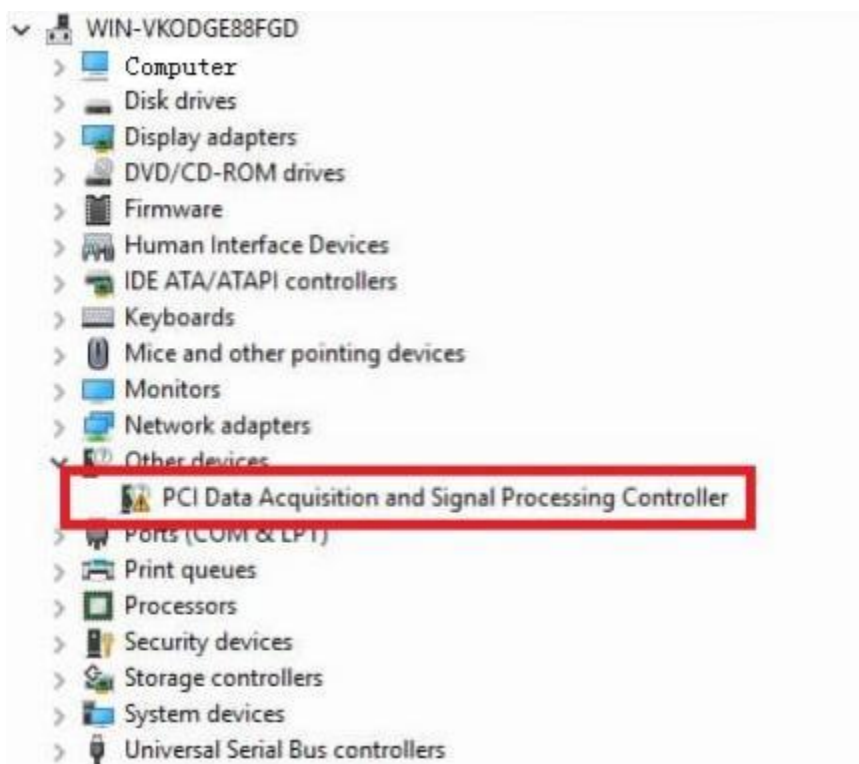 WIN-VKODGE88FGD
Computer
Disk drives
Display adapters
DVD/CD-ROM drives
Firmware
Human Interface Devices
IDE ATA/ATAPI controllers
Keyboards
Mice and other pointing devices
Monitors
Network adapters
Other devices
PCI Data Acquisition and Signal Processing Controller
Ports (COM & LPT)
Print queues
Processors
Security devices
Storage controllers
System devices
Universal Serial Bus controllers